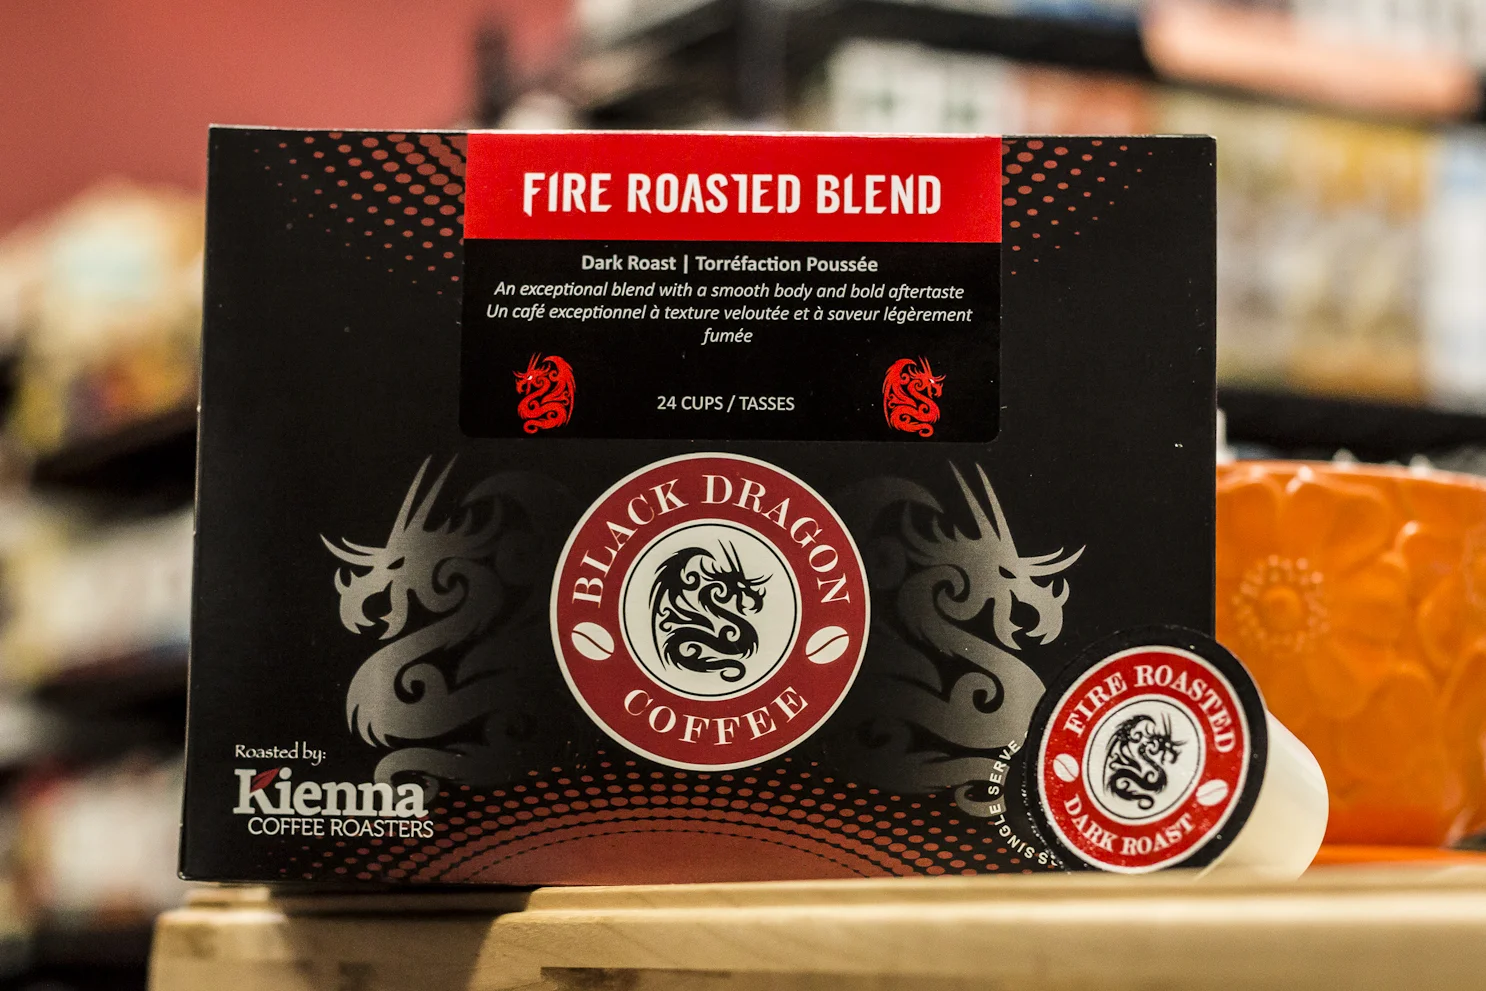 FIRE ROASTED BLEND
Dark Roast | Torréfaction Poussée
An exceptional blend with a smooth body and bold aftertaste
Un café exceptionnel à texture veloutée et à saveur légèrement
fumée
24 CUPS / TASSES
BLACK DRAGON
COFFEE
Roasted by:
Kienna
COFFEE ROASTERS
SINGLE SERVE
FIRE ROASTED
DARK ROAST